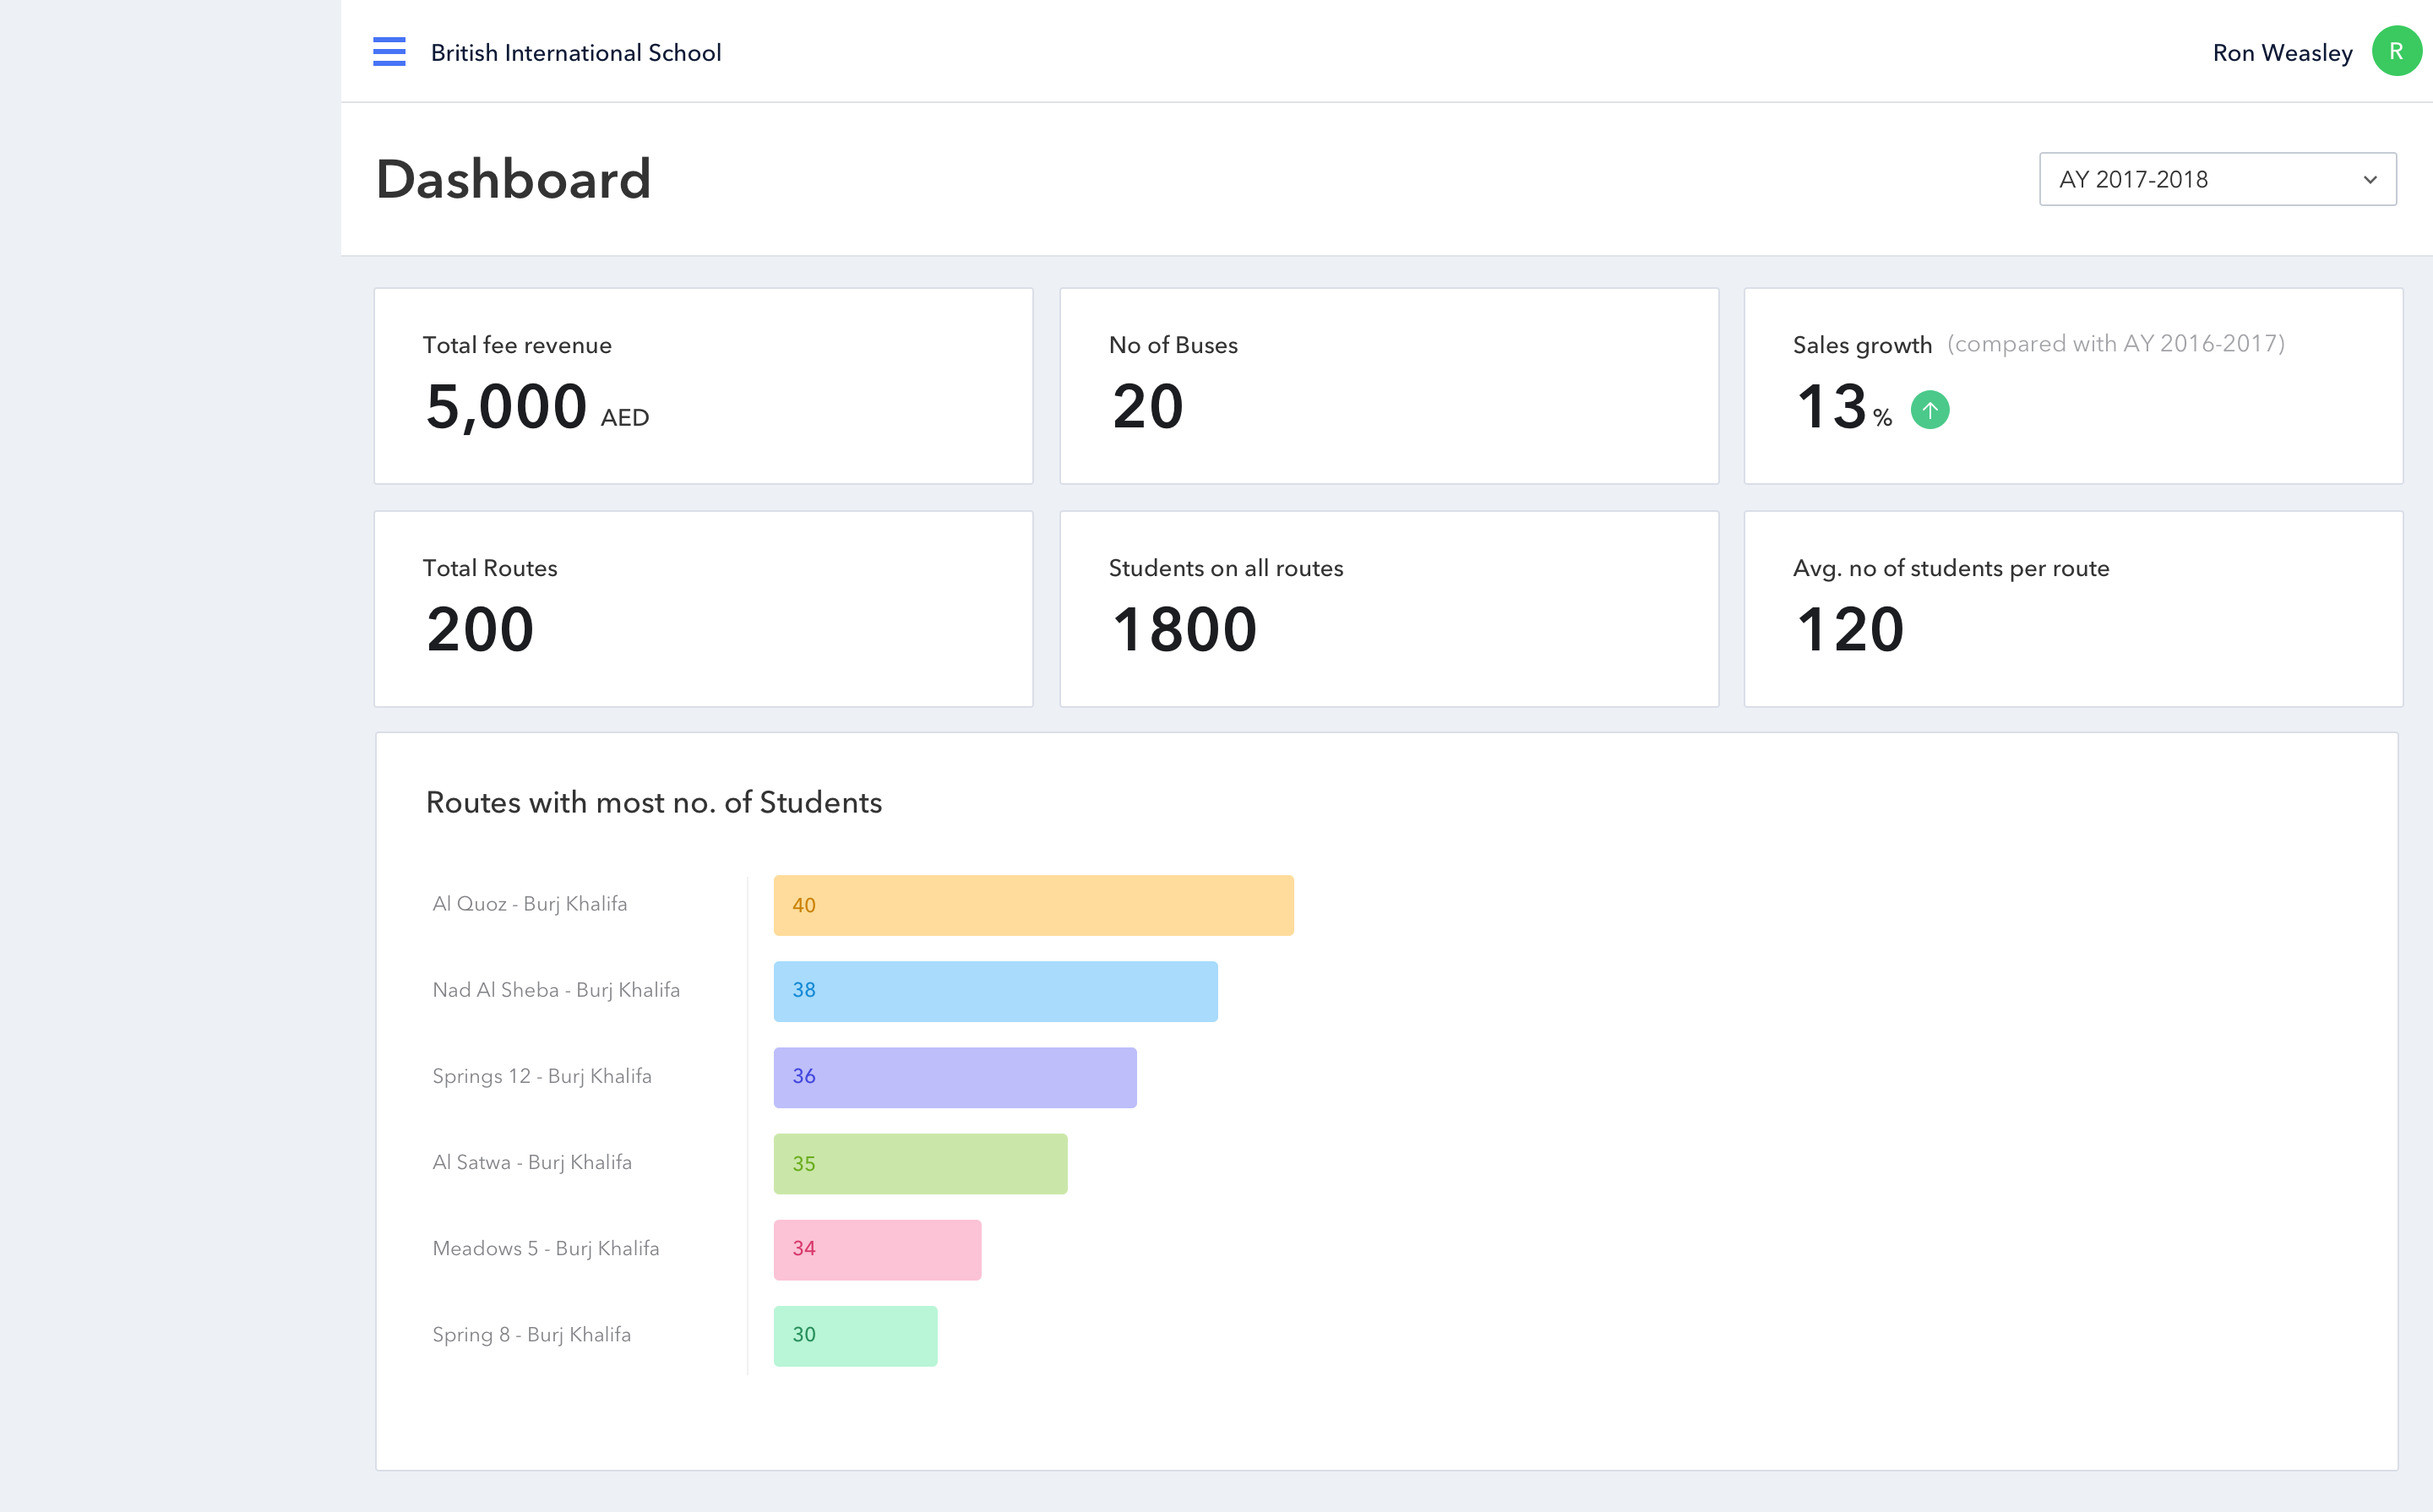 British International School
Ron Weasley
R
Dashboard
AY 2017-2018
Total fee revenue
5,000 AED
No of Buses
20
Sales growth (compared with AY 2016-2017)
13 %
Total Routes
200
Students on all routes
1800
Avg. no of students per route
120
Routes with most no. of Students
Al Quoz - Burj Khalifa
40
Nad Al Sheba - Burj Khalifa
38
Springs 12 - Burj Khalifa
36
Al Satwa - Burj Khalifa
35
Meadows 5 - Burj Khalifa
34
Spring 8 - Burj Khalifa
30